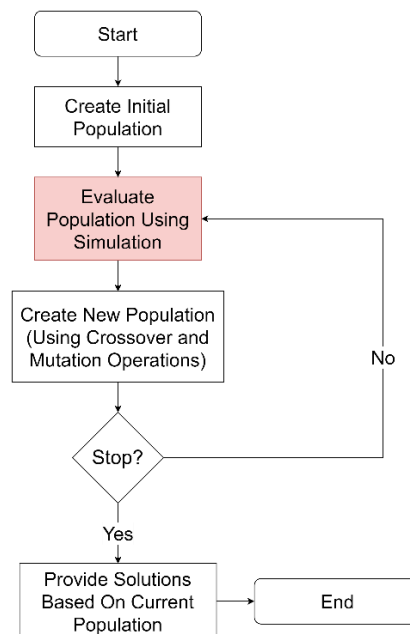 Start
Create Initial
Population
Evaluate
Population Using
Simulation
Create New Population
(Using Crossover and
Mutation Operations)
No
Stop?
Yes
Provide Solutions
Based On Current
Population
End